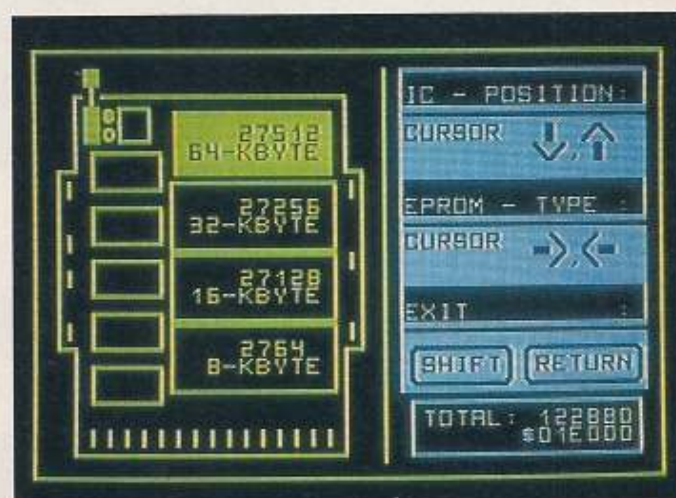 27512
64-KBYTE
27256
32-KBYTE
27128
16-KBYTE
2764
8-KBYTE
IC - POSITION:
CURSOR ↓,↑
EPROM - TYPE :
CURSOR →,←
EXIT :
SHIFT RETURN
TOTAL: 122880
$01E000